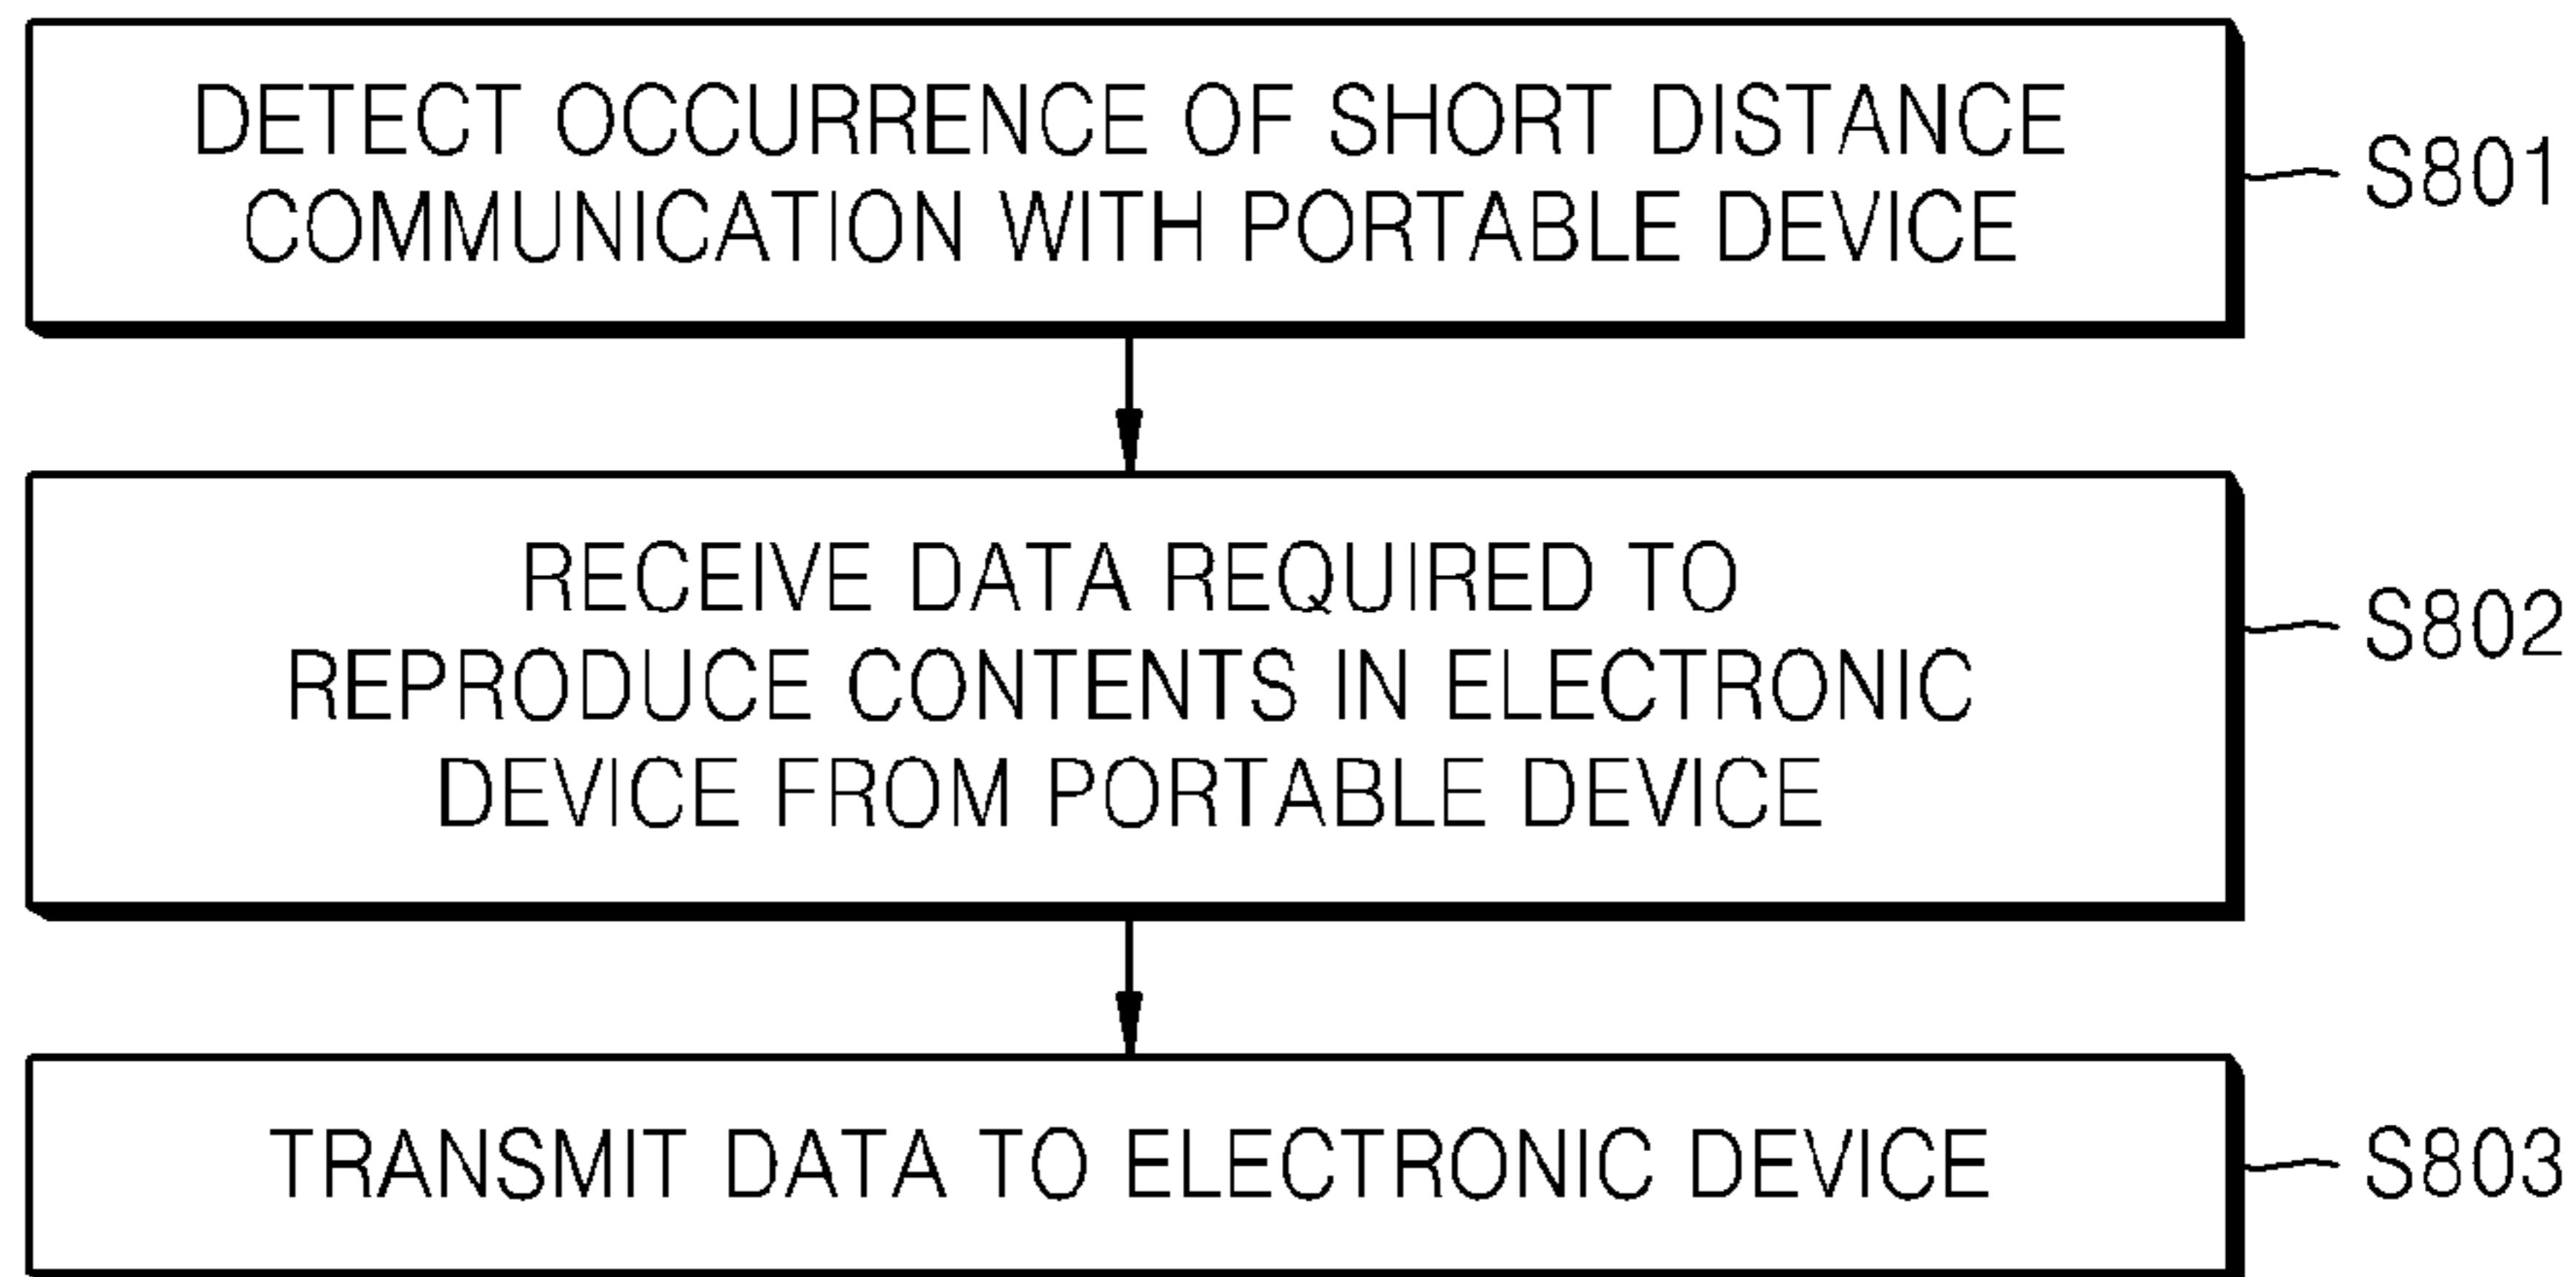 DETECT OCCURRENCE OF SHORT DISTANCE
COMMUNICATION WITH PORTABLE DEVICE
S801
RECEIVE DATA REQUIRED TO
REPRODUCE CONTENTS IN ELECTRONIC
DEVICE FROM PORTABLE DEVICE
S802
TRANSMIT DATA TO ELECTRONIC DEVICE
S803